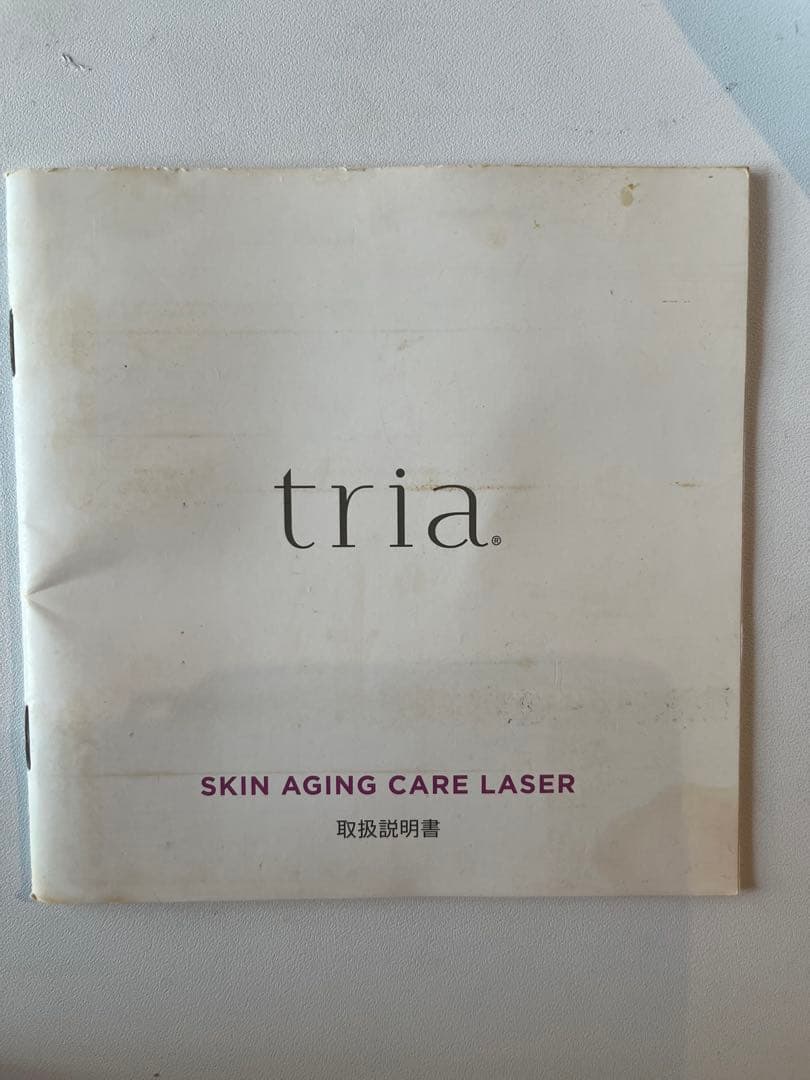 tria®
SKIN AGING CARE LASER
取扱説明書